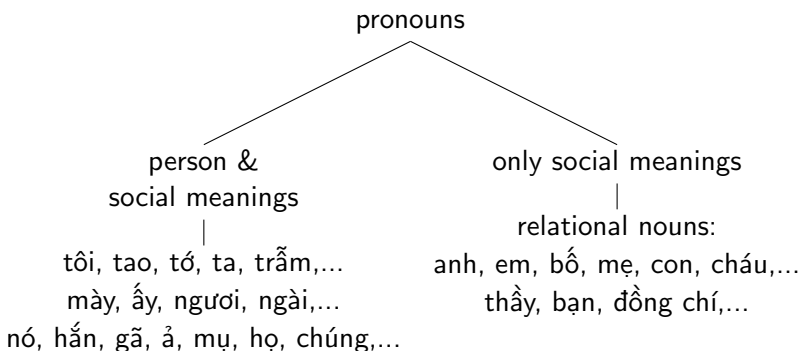 pronouns
person &
social meanings
tôi, tao, tớ, ta, trẫm,...
mày, ấy, ngươi, ngài,...
nó, hắn, gã, ả, mụ, họ, chúng,...
only social meanings
relational nouns:
anh, em, bố, mẹ, con, cháu,...
thầy, bạn, đồng chí,...